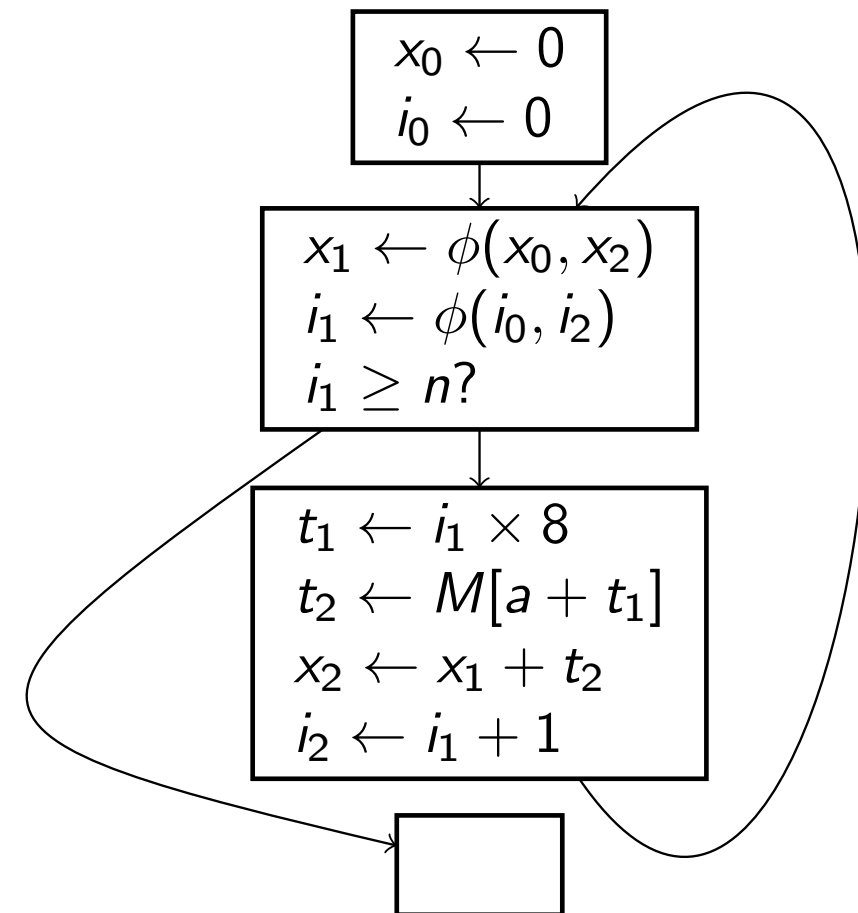 x₀ ← 0
i₀ ← 0
x₁ ← ϕ(x₀, x₂)
i₁ ← ϕ(i₀, i₂)
i₁ ≥ n?
t₁ ← i₁ × 8
t₂ ← M[a + t₁]
x₂ ← x₁ + t₂
i₂ ← i₁ + 1